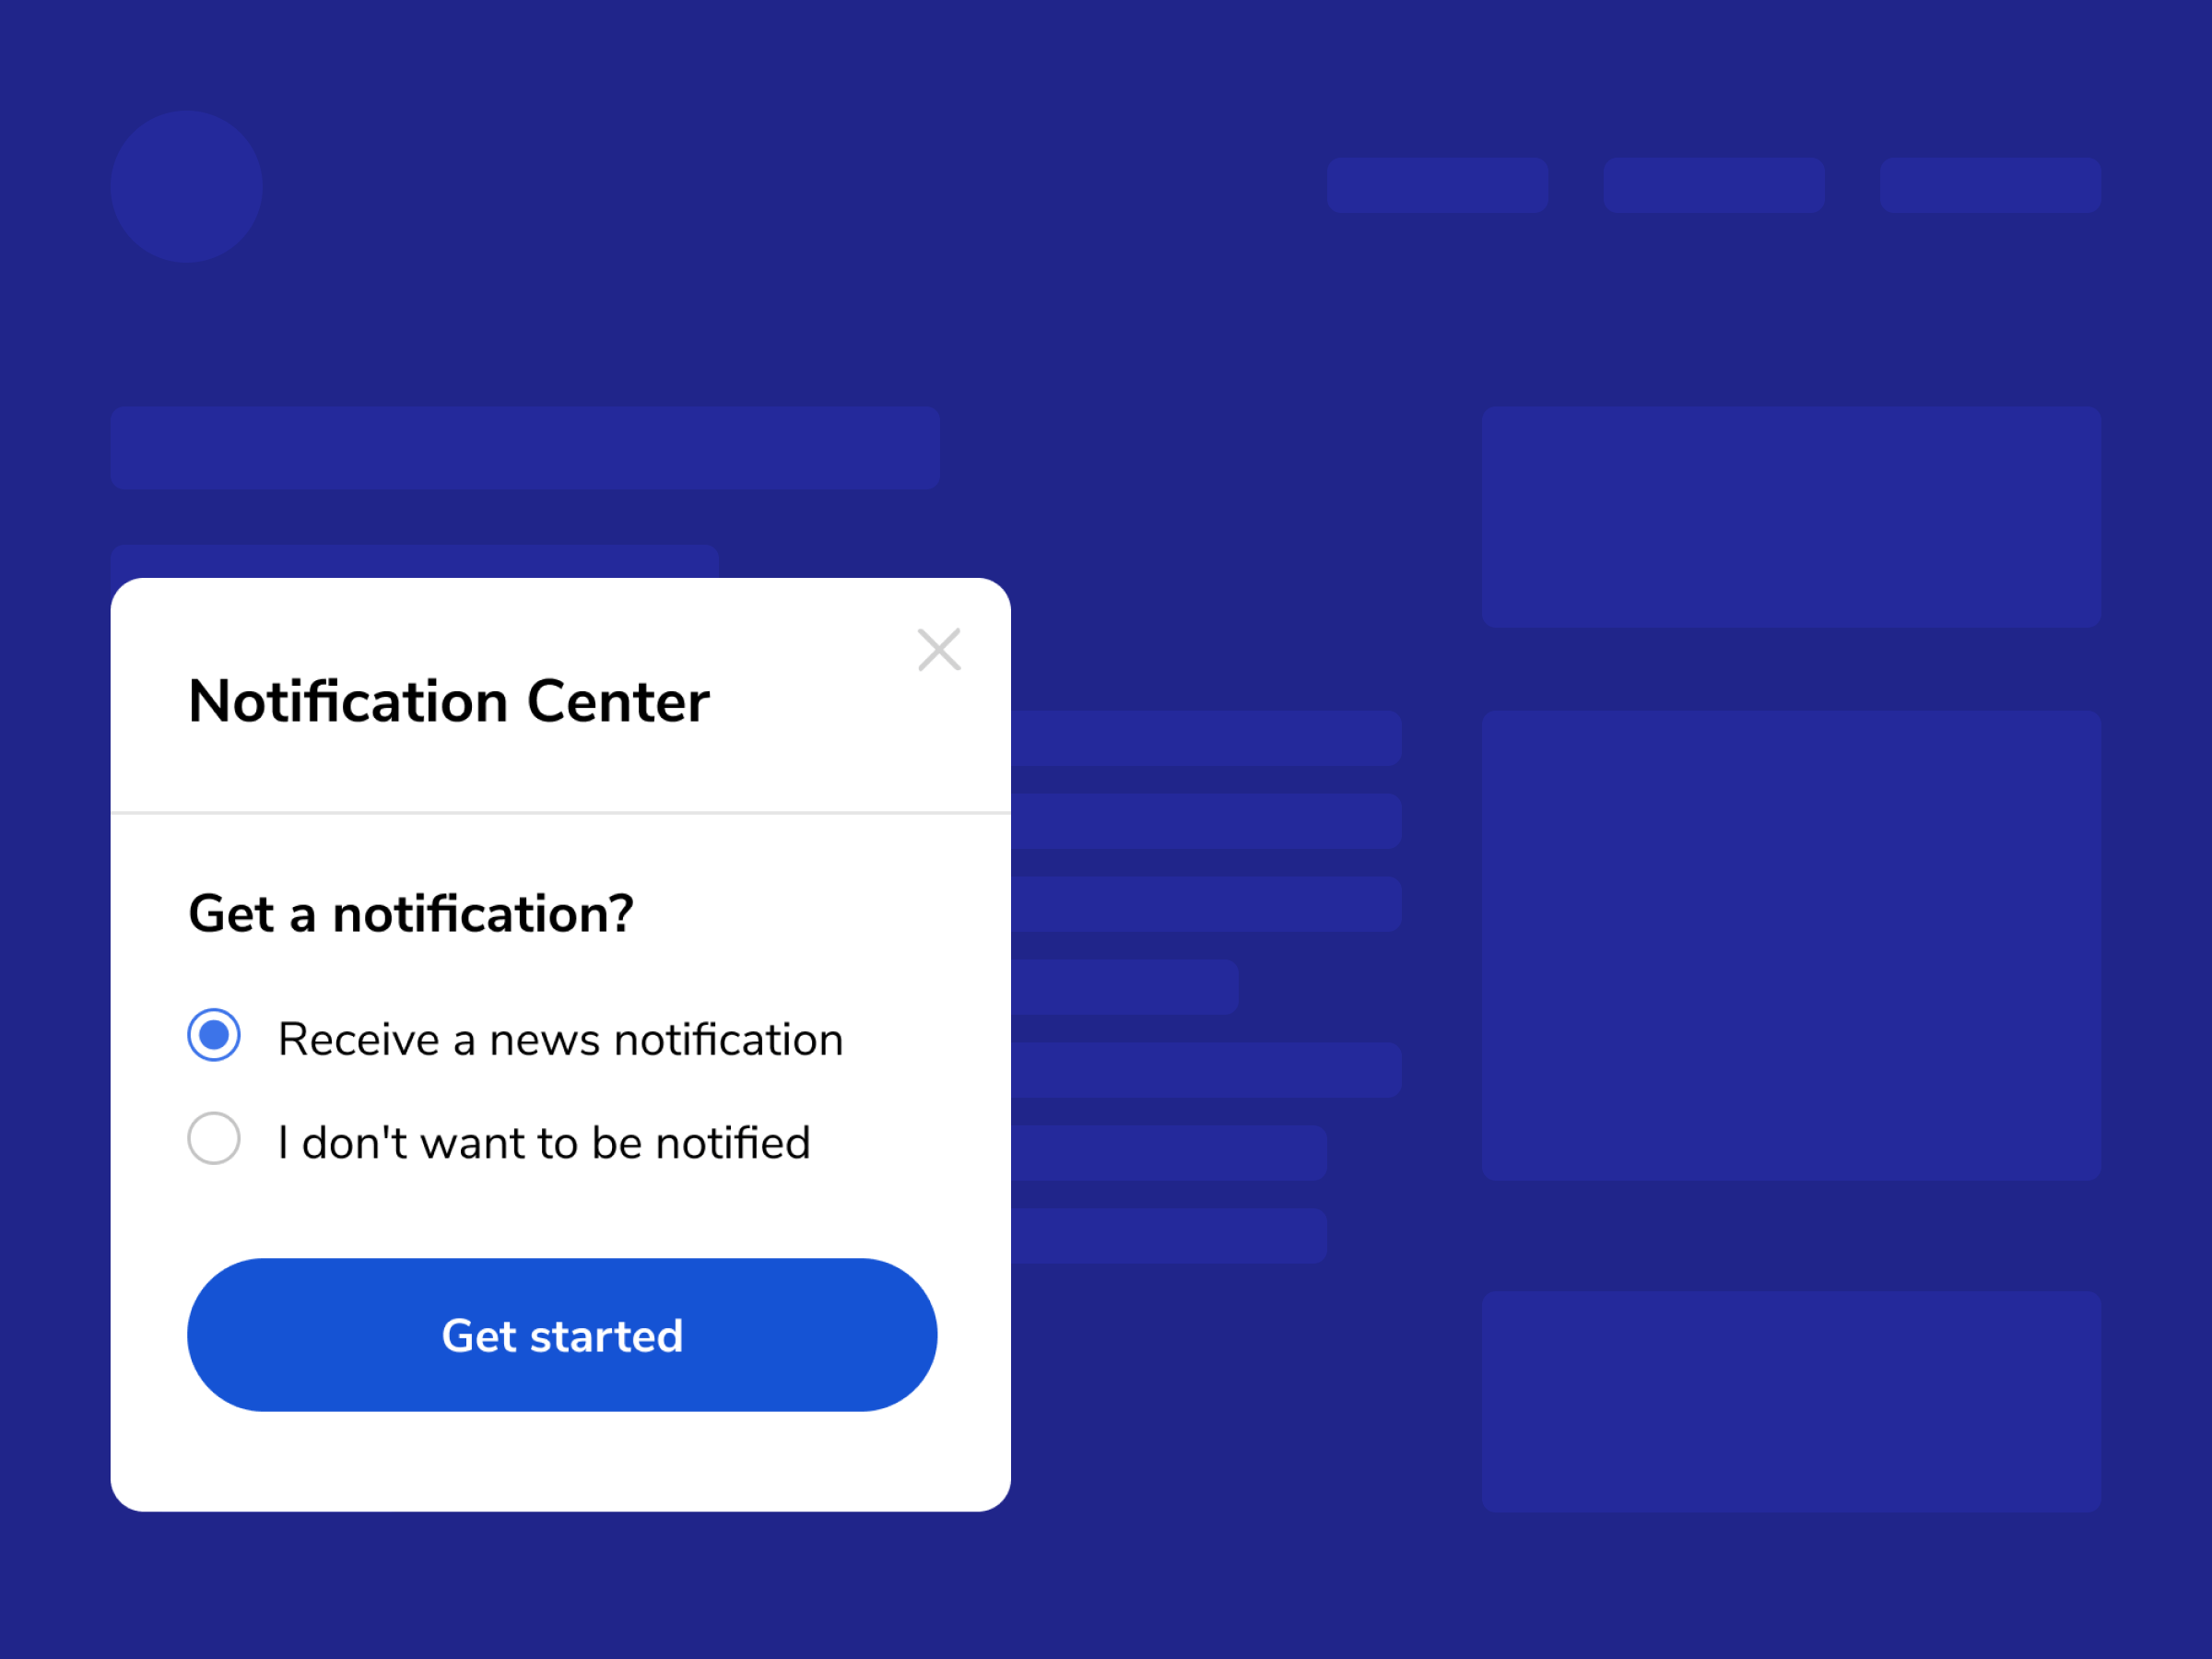 Notification Center
Get a notification?
Receive a news notification
I don't want to be notified
Get started